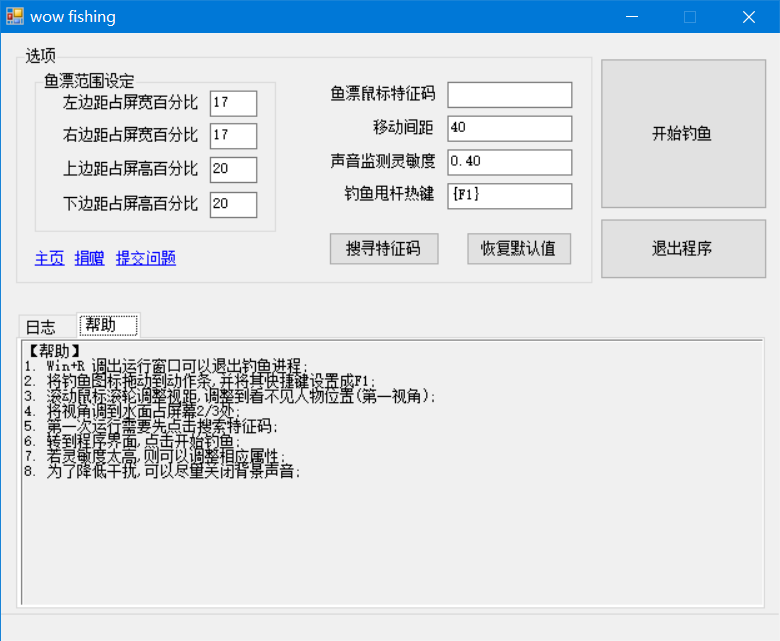 wow fishing
选项
鱼漂范围设定
左边距占屏宽百分比 17
右边距占屏宽百分比 17
上边距占屏高百分比 20
下边距占屏高百分比 20
主页 捐赠 提交问题
鱼漂鼠标特征码
移动间距 40
声音监测灵敏度 0.40
钓鱼甩杆热键 {F1}
搜寻特征码 恢复默认值
开始钓鱼
退出程序
日志 帮助
【帮助】
1. Win+R 调出运行窗口可以退出钓鱼进程;
2. 将钓鱼图标拖动到动作条,并将其快捷键设置成F1;
3. 滚动鼠标滚轮调整视距,调整到看不见人物位置(第一视角);
4. 将视角调到水面占屏幕2/3处;
5. 第一次运行需要先点击搜索特征码;
6. 转到程序界面,点击开始钓鱼;
7. 若灵敏度太高,则可以调整相应属性;
8. 为了降低干扰,可以尽量关闭背景声音;